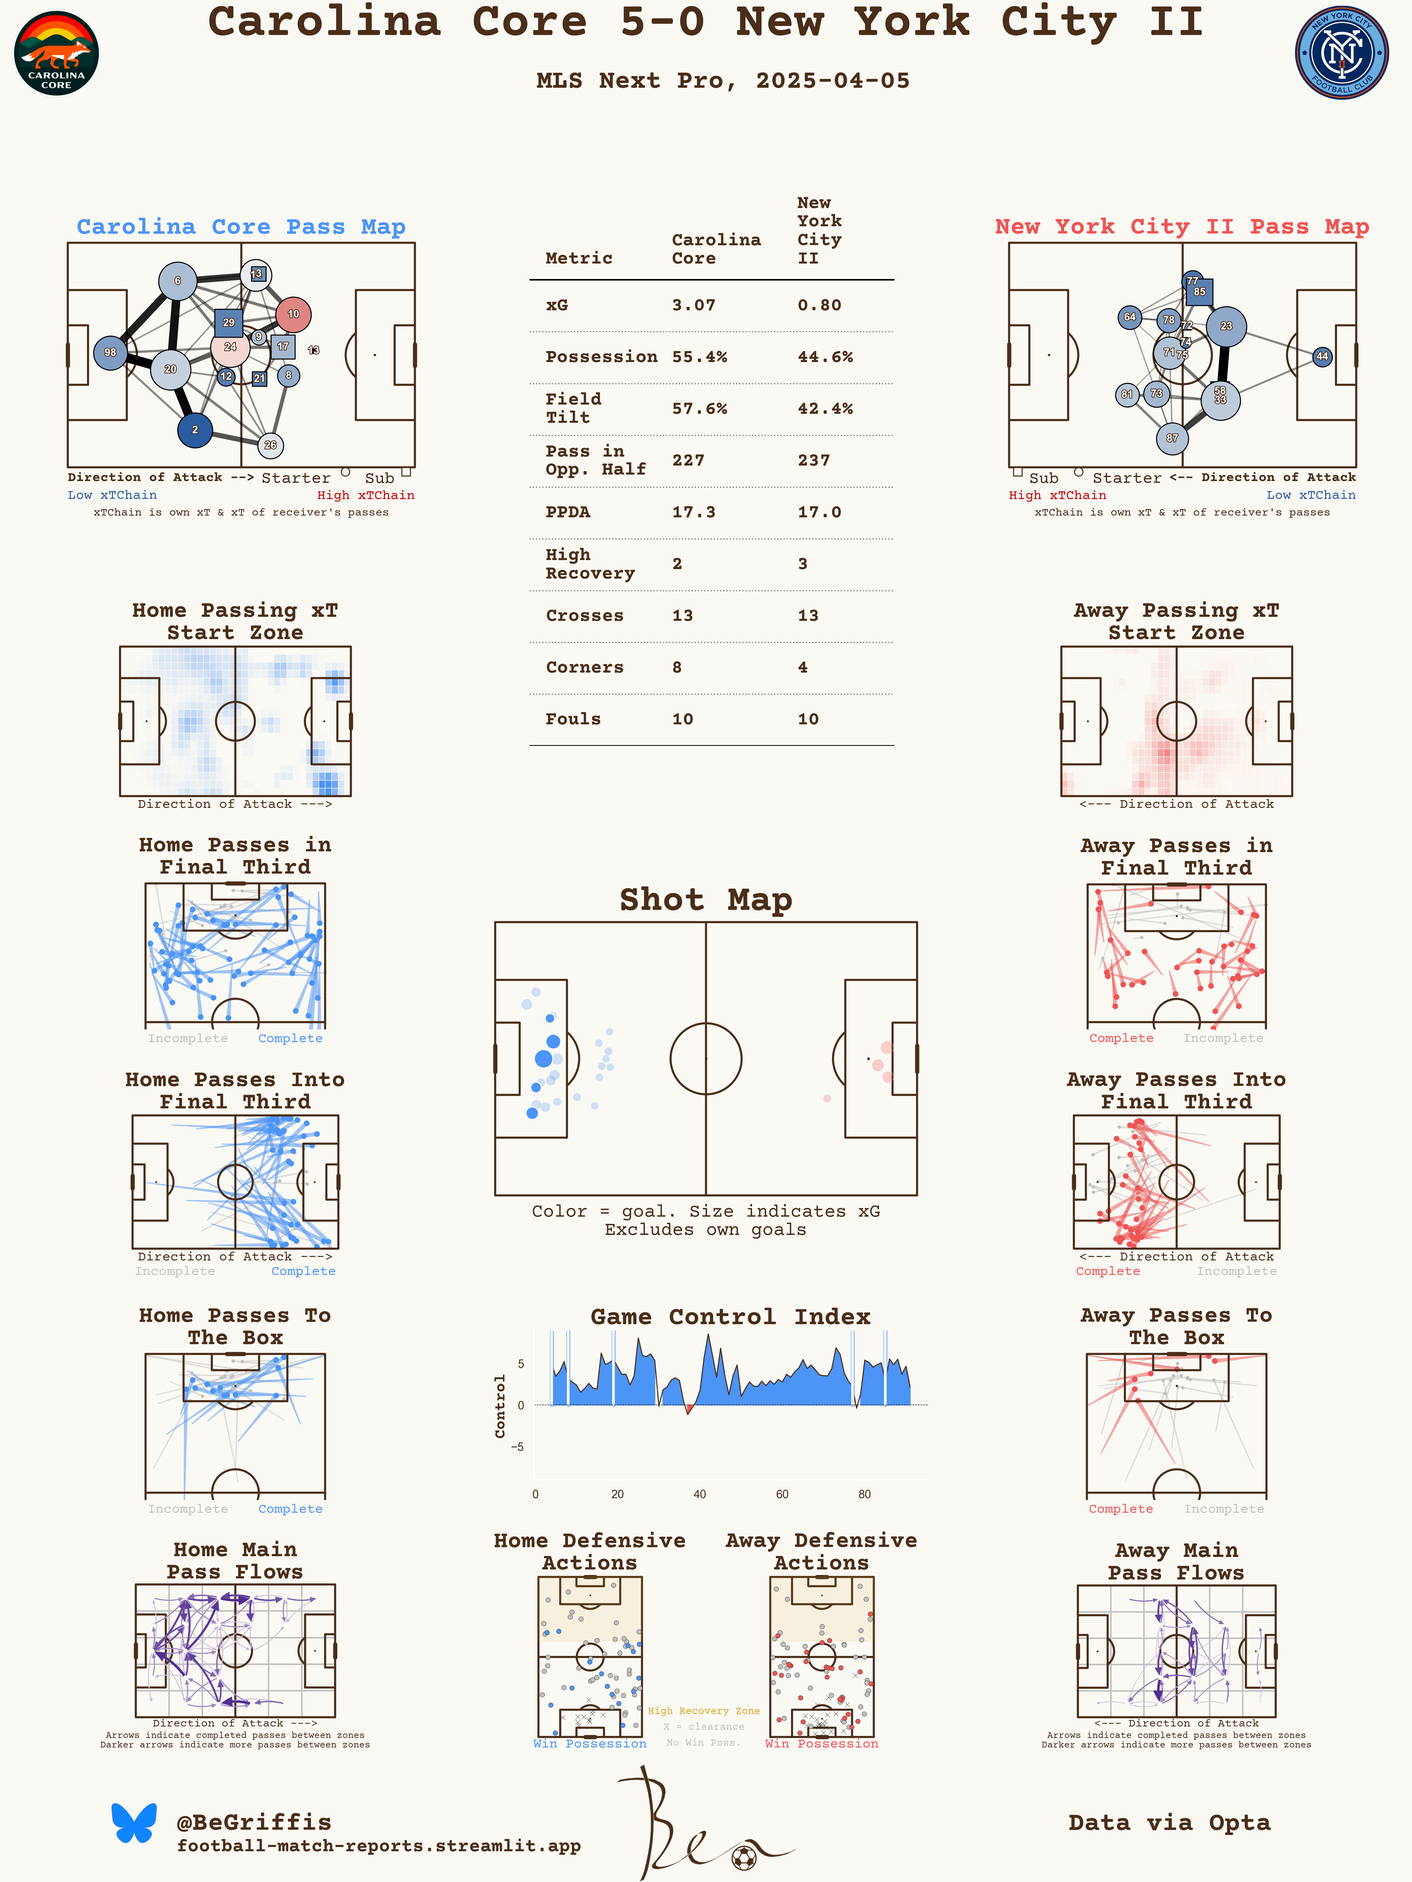 Carolina Core 5-0 New York City II
MLS Next Pro, 2025-04-05
CAROLINA
CORE
NEW YORK CITY
FOOTBALL CLUB
Carolina Core Pass Map
6
13
29
10
9
98
24
17
13
20
12
21
8
2
26
Direction of Attack --> Starter Sub
Low xTChain High xTChain
xTChain is own xT & xT of receiver's passes
Metric Carolina Core New York City II
xG 3.07 0.80
Possession 55.4% 44.6%
Field Tilt 57.6% 42.4%
Pass in Opp. Half 227 237
PPDA 17.3 17.0
High Recovery 2 3
Crosses 13 13
Corners 8 4
Fouls 10 10
New York City II Pass Map
77
85
64
78
72
23
74
71
75
44
81
73
58
33
87
Sub Starter <-- Direction of Attack
High xTChain Low xTChain
xTChain is own xT & xT of receiver's passes
Home Passing xT
Start Zone
Direction of Attack --->
Away Passing xT
Start Zone
<--- Direction of Attack
Home Passes in
Final Third
Incomplete Complete
Away Passes in
Final Third
Complete Incomplete
Shot Map
Color = goal. Size indicates xG
Excludes own goals
Home Passes Into
Final Third
Direction of Attack --->
Incomplete Complete
Away Passes Into
Final Third
<--- Direction of Attack
Complete Incomplete
Home Passes To
The Box
Incomplete Complete
Game Control Index
Control
5
0
−5
0 20 40 60 80
Away Passes To
The Box
Complete Incomplete
Home Main
Pass Flows
Direction of Attack --->
Arrows indicate completed passes between zones
Darker arrows indicate more passes between zones
Home Defensive
Actions
Win Possession
High Recovery Zone
X = clearance
No Win Poss.
Away Defensive
Actions
Win Possession
Away Main
Pass Flows
<--- Direction of Attack
Arrows indicate completed passes between zones
Darker arrows indicate more passes between zones
@BeGriffis
football-match-reports.streamlit.app
Ben
Data via Opta